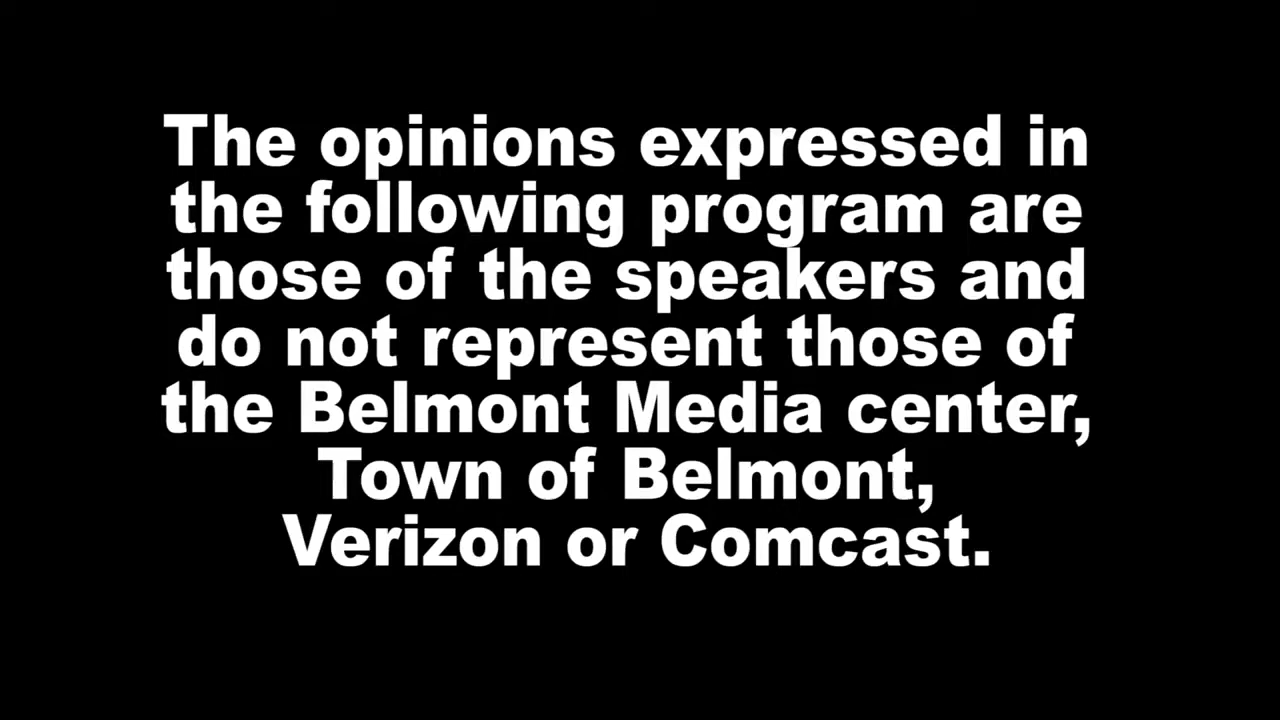 The opinions expressed in
the following program are
those of the speakers and
do not represent those of
the Belmont Media center,
Town of Belmont,
Verizon or Comcast.